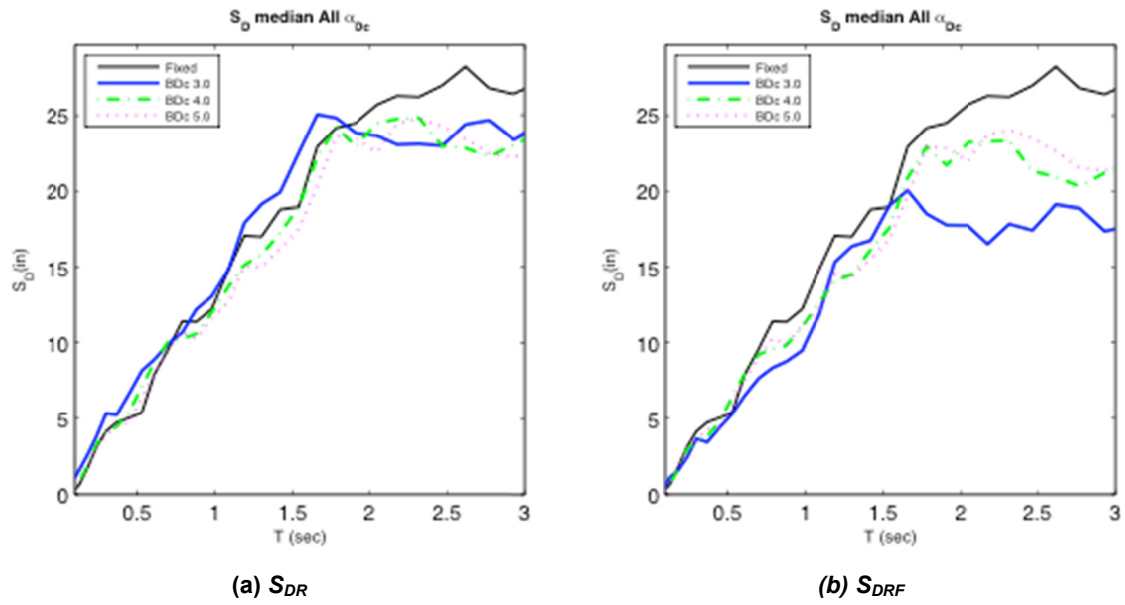 S_D median All α_Dc
Fixed
BDc 3.0
BDc 4.0
BDc 5.0
25
20
15
10
5
0
S_D(in)
0.5 1 1.5 2 2.5 3
T (sec)
(a) S_DR
S_D median All α_Dc
Fixed
BDc 3.0
BDc 4.0
BDc 5.0
25
20
15
10
5
0
S_D(in)
0.5 1 1.5 2 2.5 3
T (sec)
(b) S_DRF